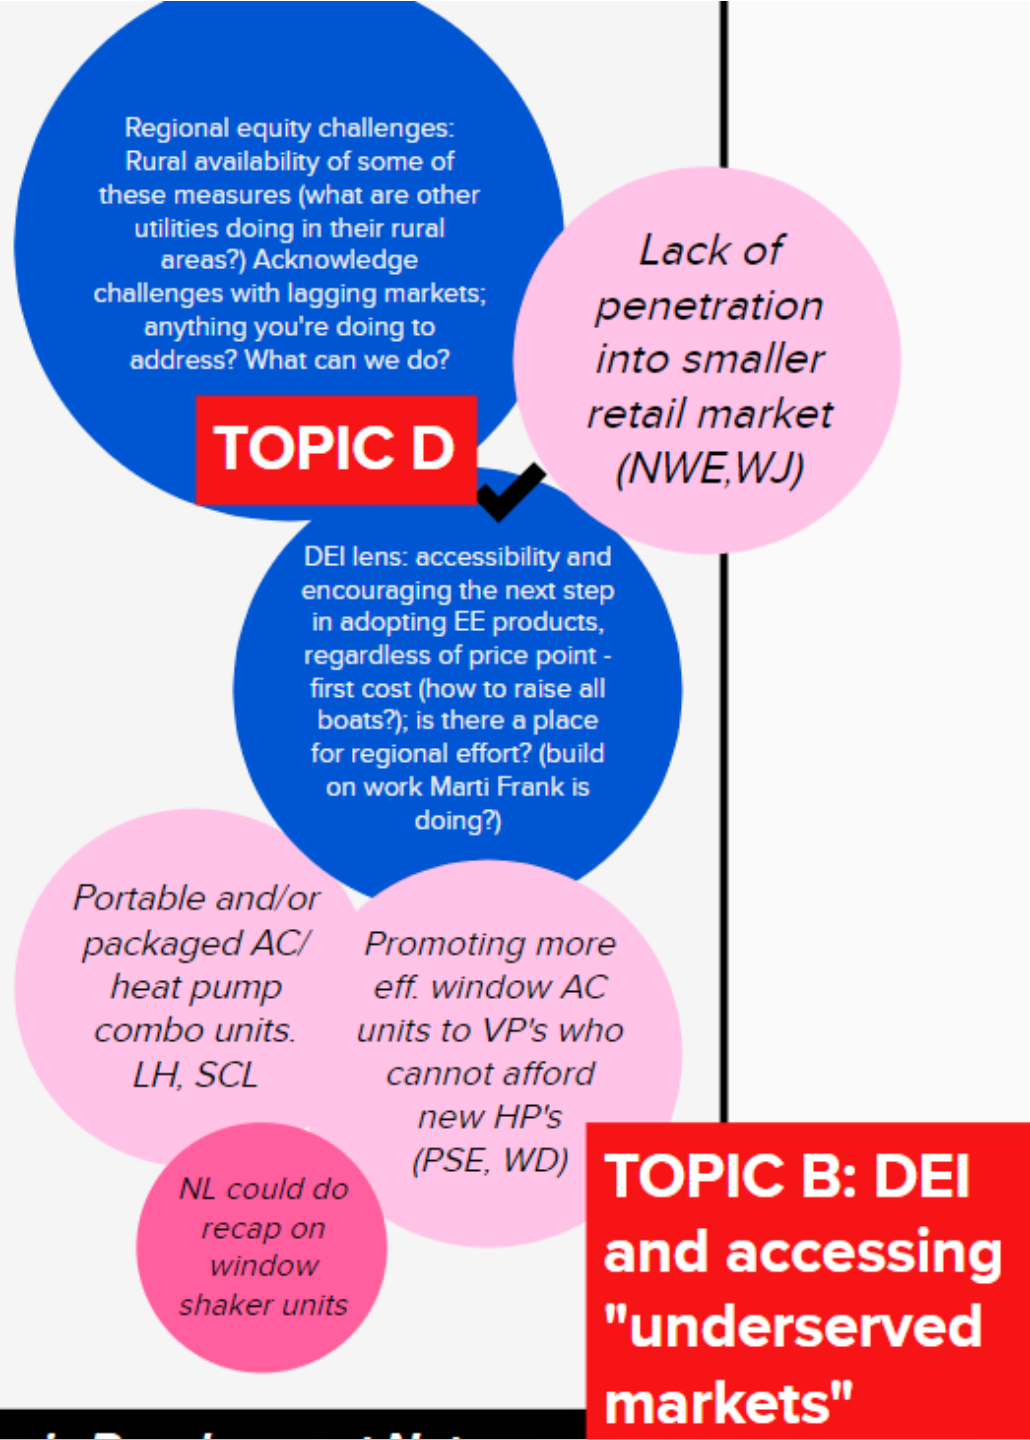 Regional equity challenges:
Rural availability of some of
these measures (what are other
utilities doing in their rural
areas?) Acknowledge
challenges with lagging markets;
anything you're doing to
address? What can we do?
TOPIC D
Lack of
penetration
into smaller
retail market
(NWE,WJ)
DEI lens: accessibility and
encouraging the next step
in adopting EE products,
regardless of price point -
first cost (how to raise all
boats?); is there a place
for regional effort? (build
on work Marti Frank is
doing?)
Portable and/or
packaged AC/
heat pump
combo units.
LH, SCL
Promoting more
eff. window AC
units to VP's who
cannot afford
new HP's
(PSE, WD)
NL could do
recap on
window
shaker units
TOPIC B: DEI
and accessing
"underserved
markets"